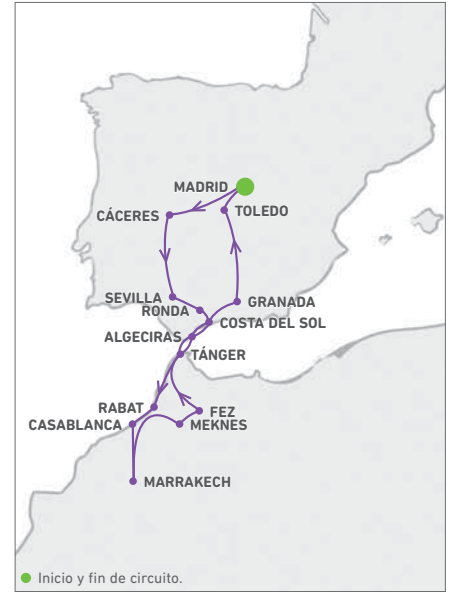 MADRID
TOLEDO
CÁCERES
SEVILLA
RONDA
GRANADA
COSTA DEL SOL
ALGECIRAS
TÁNGER
RABAT
FEZ
CASABLANCA
MEKNES
MARRAKECH
Inicio y fin de circuito.